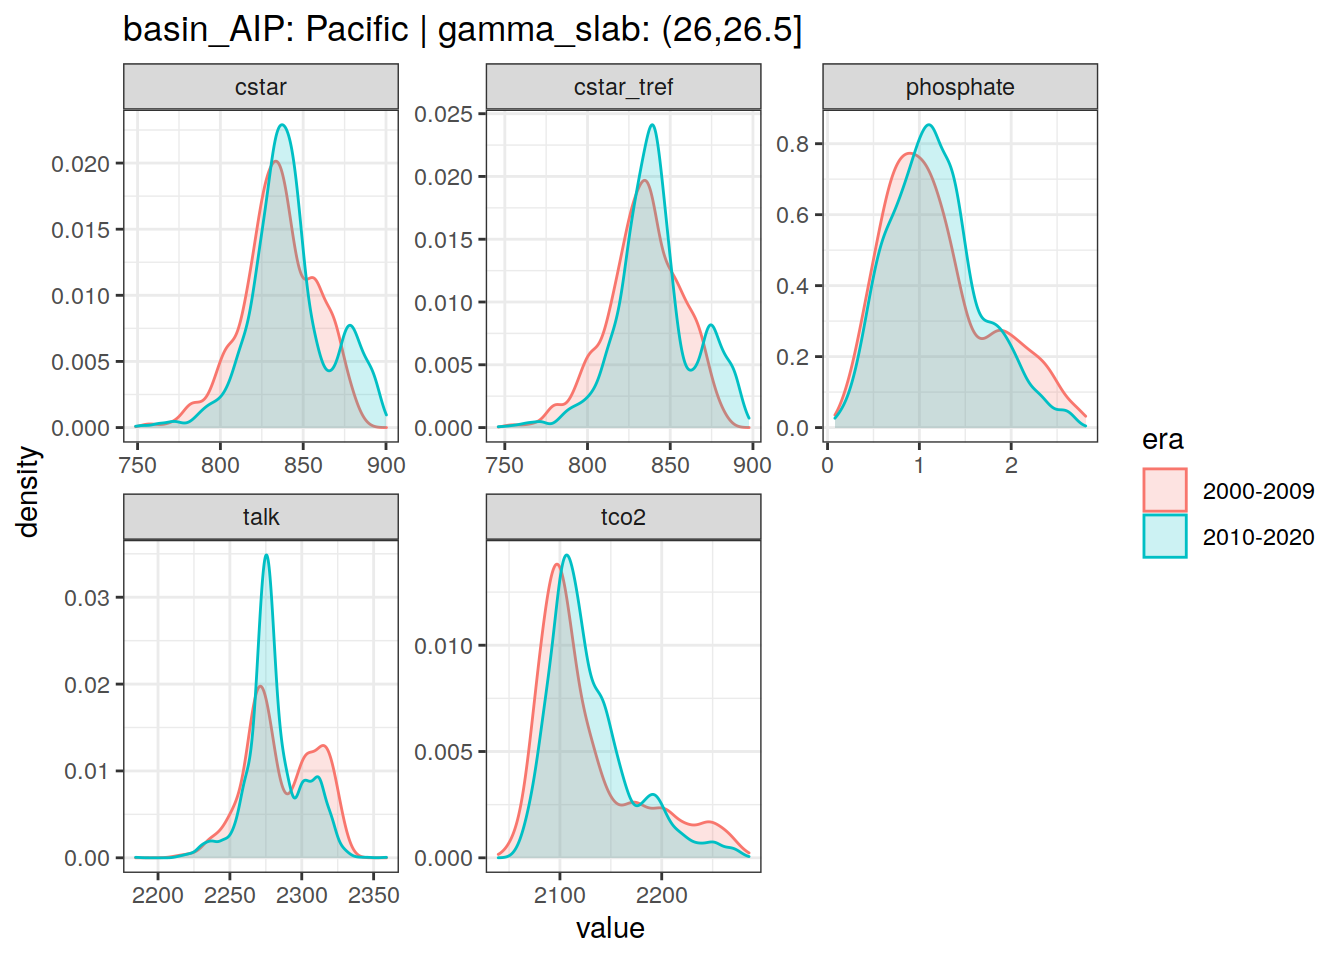 basin_AIP: Pacific | gamma_slab: (26,26.5]
cstar
cstar_tref
phosphate
0.020
0.015
0.010
0.005
0.000
750 800 850 900
0.025
0.020
0.015
0.010
0.005
0.000
750 800 850 900
0.8
0.6
0.4
0.2
0.0
0 1 2
talk
tco2
0.03
0.02
0.01
0.00
2200 2250 2300 2350
0.010
0.005
0.000
2100 2200
density
value
era
2000-2009
2010-2020